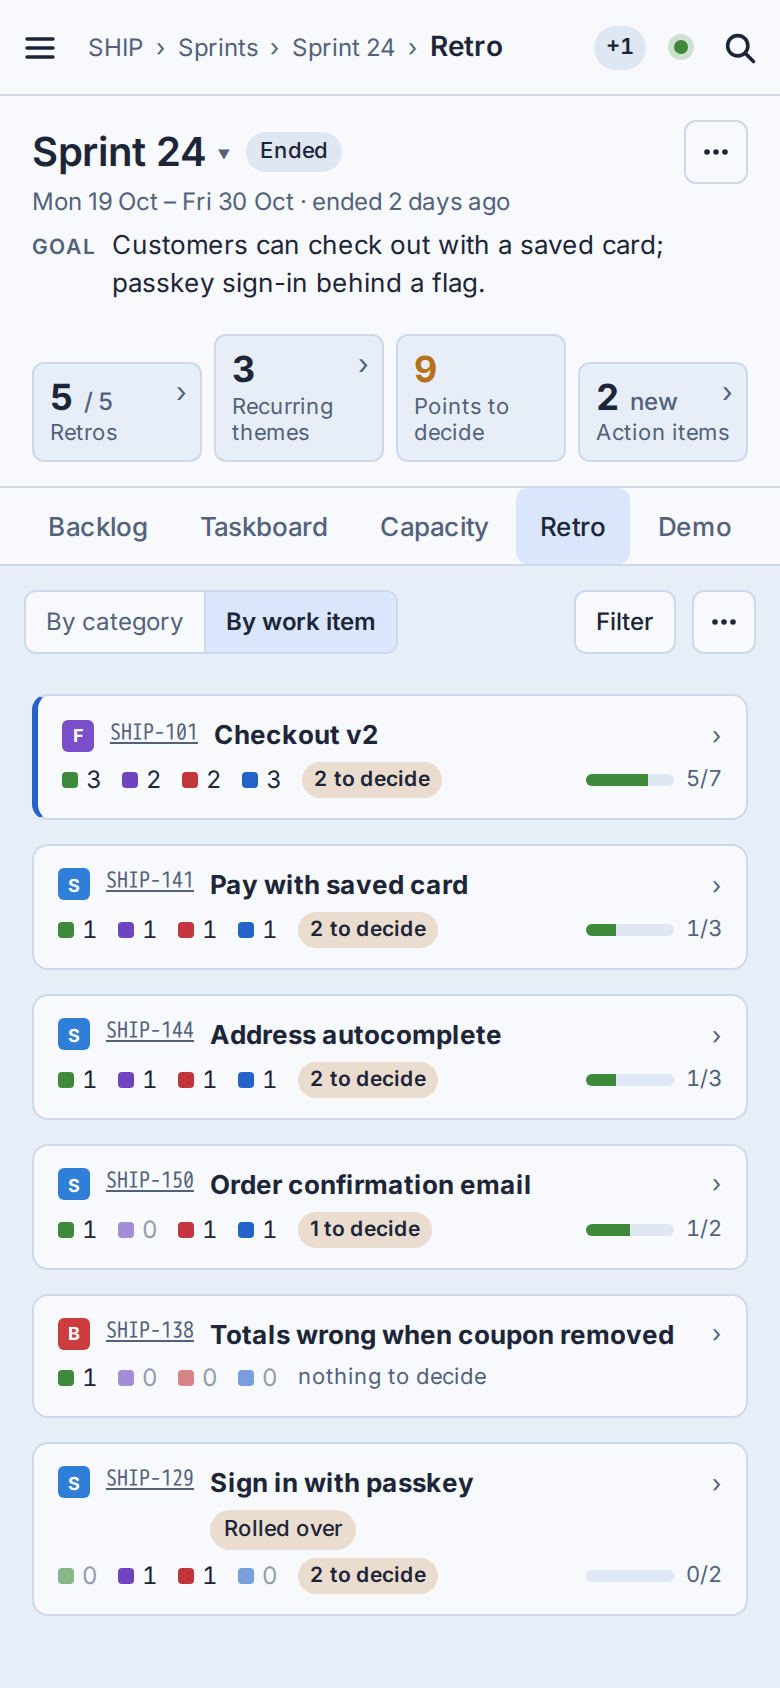 SHIP › Sprints › Sprint 24 › Retro +1
Sprint 24 ▾ Ended •••
Mon 19 Oct – Fri 30 Oct · ended 2 days ago
GOAL Customers can check out with a saved card;
passkey sign-in behind a flag.
5 / 5 ›
Retros
3 ›
Recurring
themes
9
Points to
decide
2 new ›
Action items
Backlog Taskboard Capacity Retro Demo
By category By work item Filter •••
F SHIP-101 Checkout v2 ›
3 2 2 3 2 to decide 5/7
S SHIP-141 Pay with saved card ›
1 1 1 1 2 to decide 1/3
S SHIP-144 Address autocomplete ›
1 1 1 1 2 to decide 1/3
S SHIP-150 Order confirmation email ›
1 0 1 1 1 to decide 1/2
B SHIP-138 Totals wrong when coupon removed ›
1 0 0 0 nothing to decide
S SHIP-129 Sign in with passkey ›
Rolled over
0 1 1 0 2 to decide 0/2